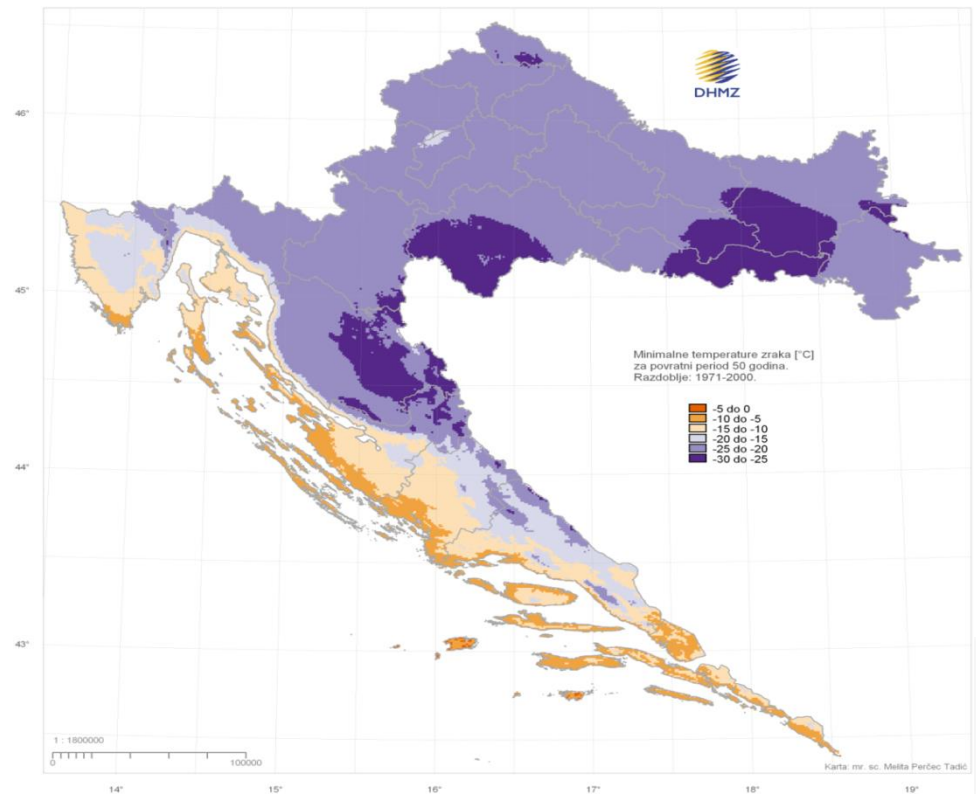 DHMZ
46°
45°
44°
43°
Minimalne temperature zraka [°C]
za povratni period 50 godina.
Razdoblje: 1971-2000.
-5 do 0
-10 do -5
-15 do -10
-20 do -15
-25 do -20
-30 do -25
1 : 1800000
0 100000
Karta: mr. sc. Melita Perčec Tadić
14° 15° 16° 17° 18° 19°